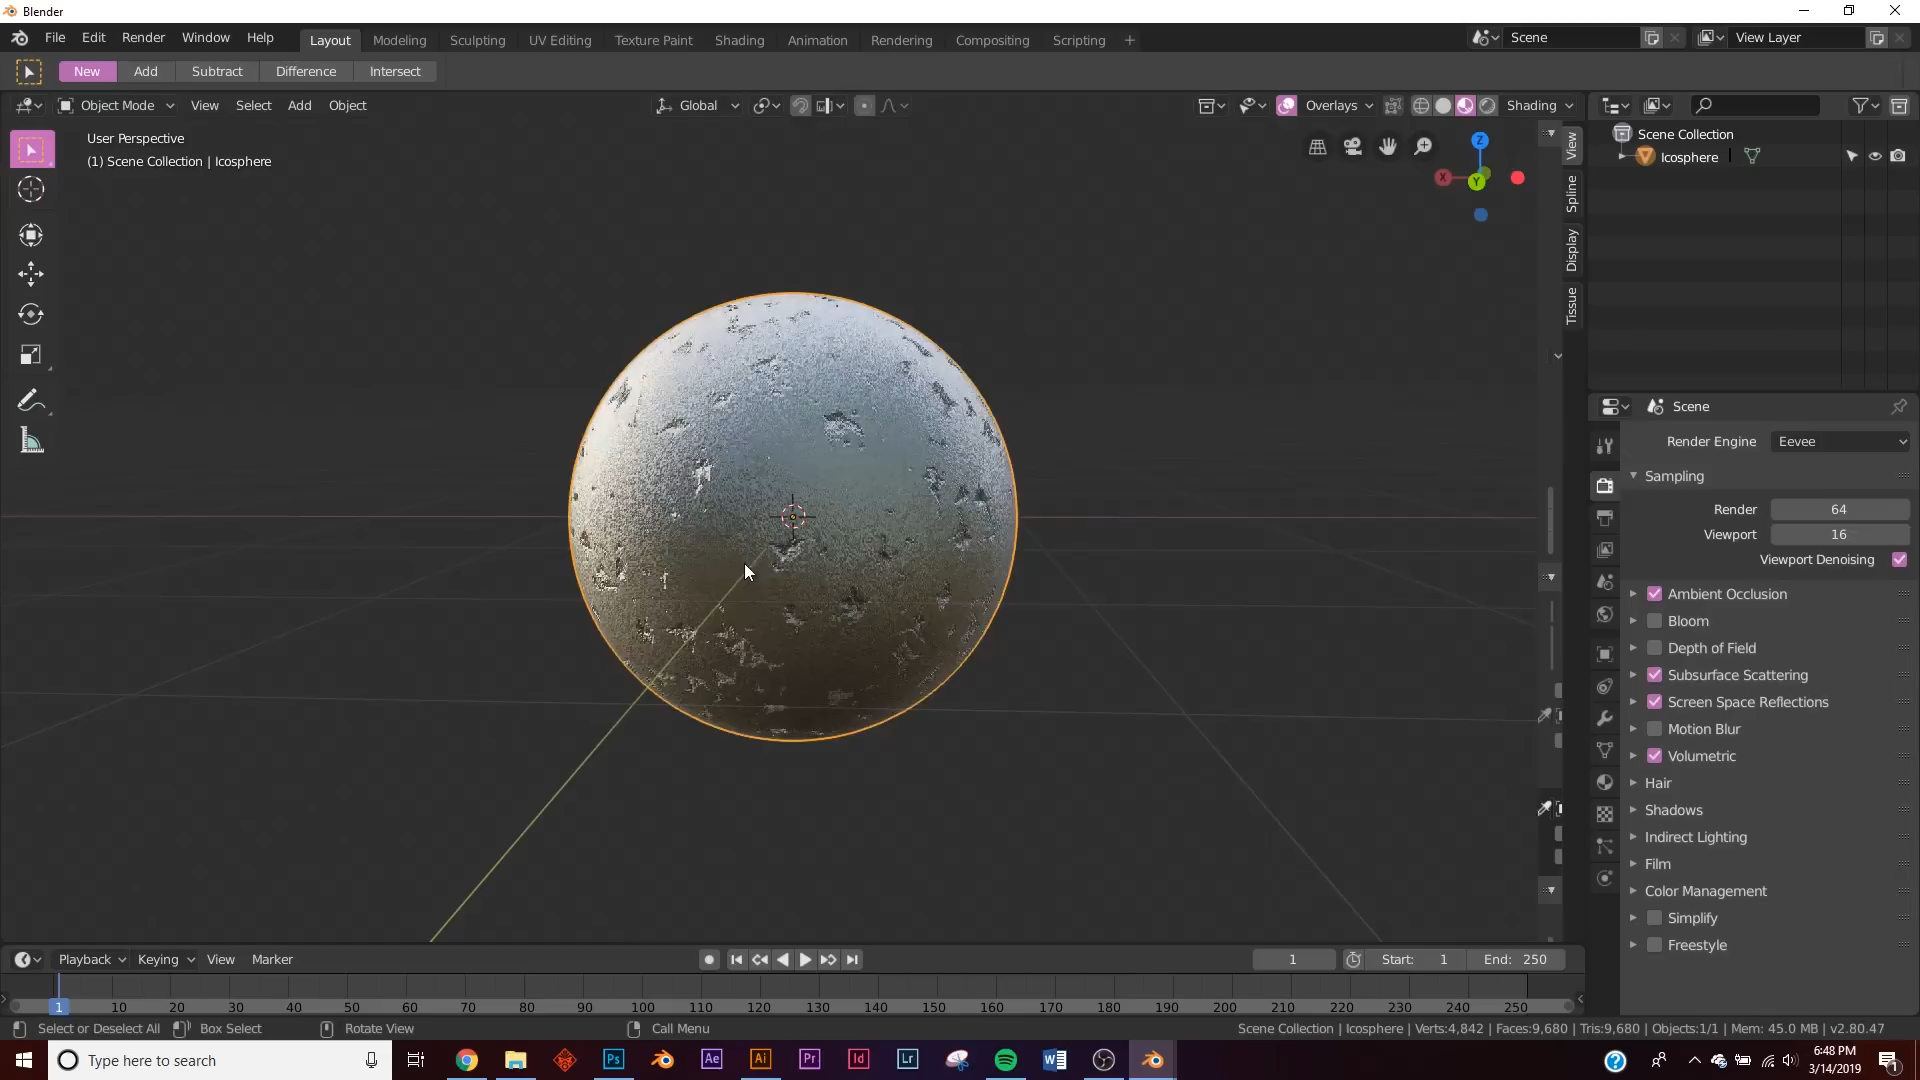 Blender
File Edit Render Window Help Layout Modeling Sculpting UV Editing Texture Paint Shading Animation Rendering Compositing Scripting + Scene View Layer
New Add Subtract Difference Intersect
Object Mode View Select Add Object Global Overlays Shading
User Perspective
(1) Scene Collection | Icosphere
Z
X
Y
View
Spline
Display
Tissue
Scene Collection
Icosphere
Scene
Render Engine Eevee
Sampling
Render 64
Viewport 16
Viewport Denoising
Ambient Occlusion
Bloom
Depth of Field
Subsurface Scattering
Screen Space Reflections
Motion Blur
Volumetric
Hair
Shadows
Indirect Lighting
Film
Color Management
Simplify
Freestyle
Playback Keying View Marker 1 Start: 1 End: 250
1 10 20 30 40 50 60 70 80 90 100 110 120 130 140 150 160 170 180 190 200 210 220 230 240 250
Select or Deselect All Box Select Rotate View Call Menu Scene Collection | Icosphere | Verts:4,842 | Faces:9,680 | Tris:9,680 | Objects:1/1 | Mem: 45.0 MB | v2.80.47
Type here to search Ps Ae Ai Pr Id Lr W ? 6:48 PM
3/14/2019 1